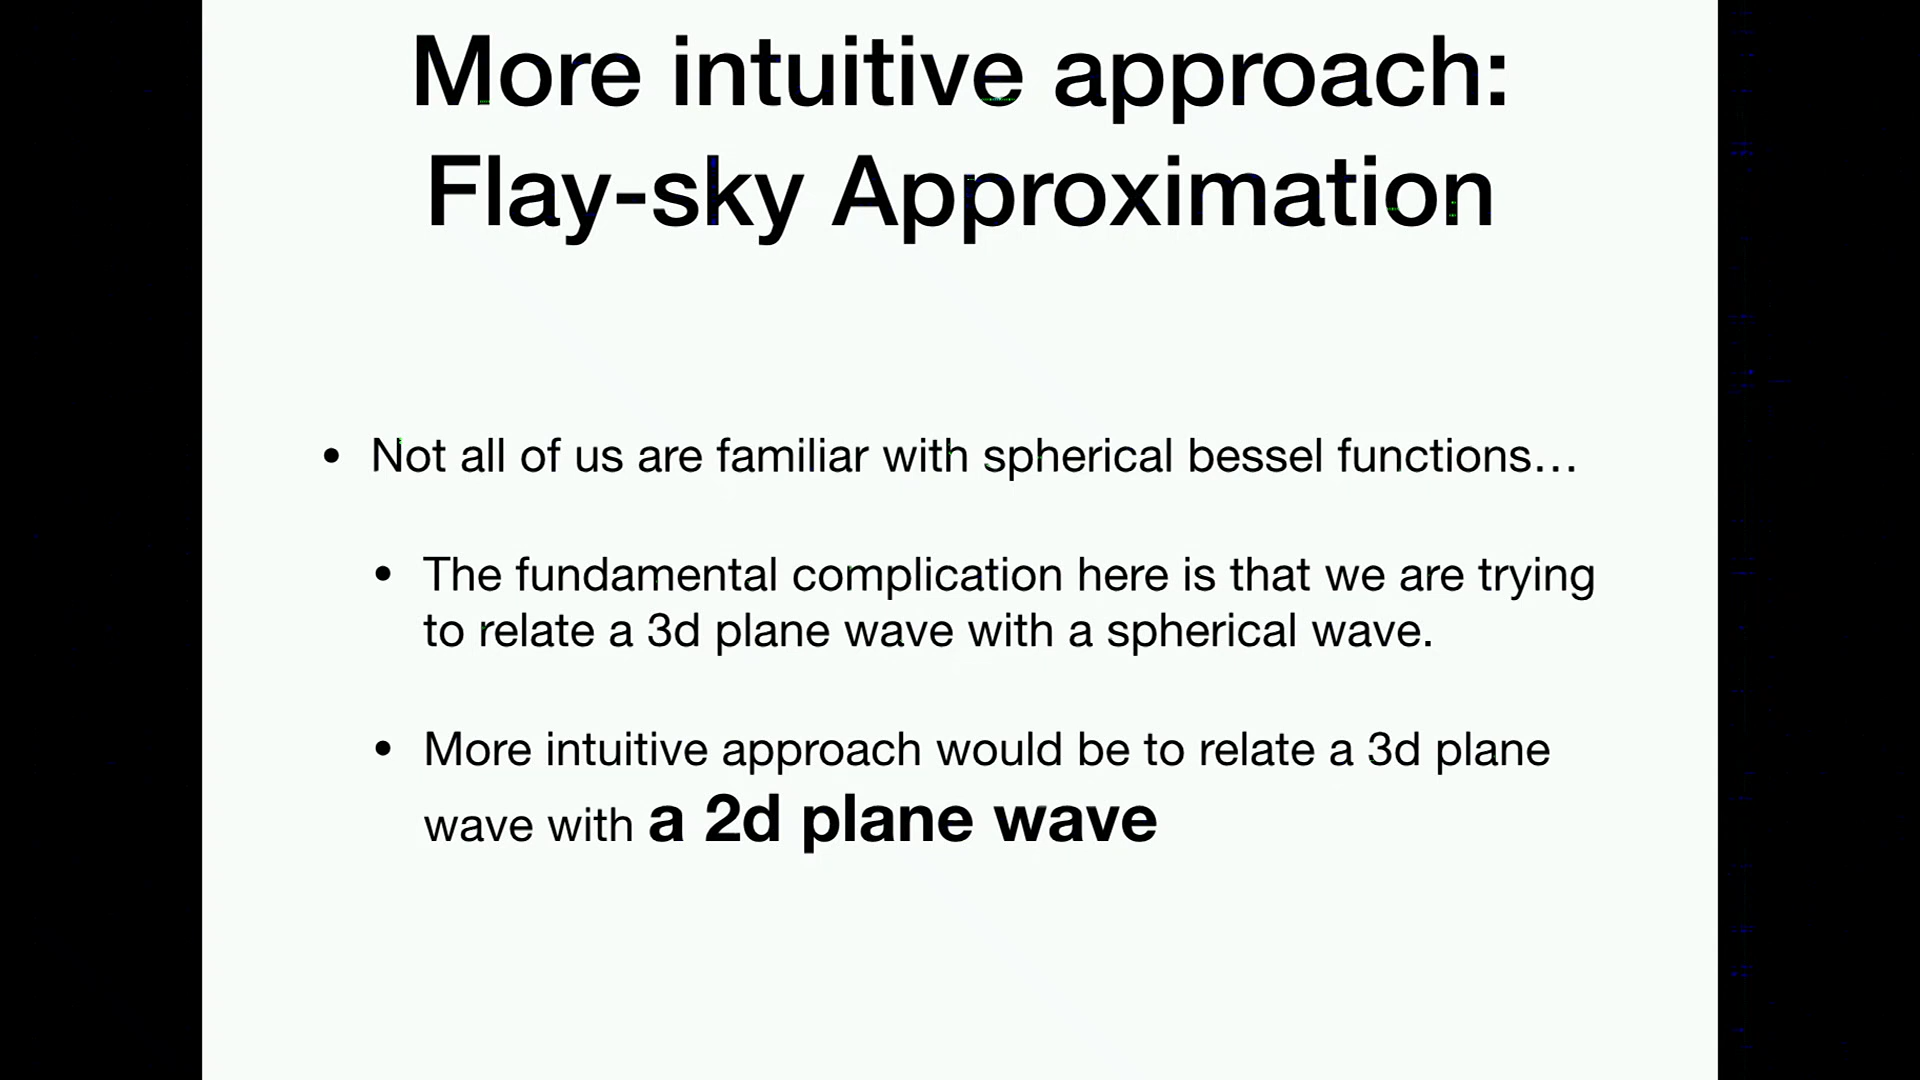 More intuitive approach:
Flay-sky Approximation
• Not all of us are familiar with spherical bessel functions…
• The fundamental complication here is that we are trying
to relate a 3d plane wave with a spherical wave.
• More intuitive approach would be to relate a 3d plane
wave with a 2d plane wave